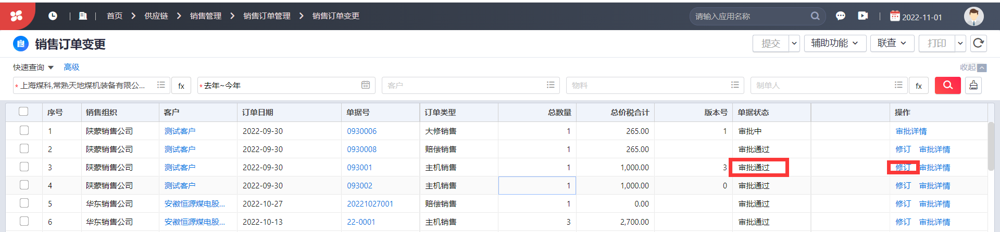 首页 供应链 销售管理 销售订单管理 销售订单变更 请输入应用名称 2022-11-01
销售订单变更 提交 辅助功能 联查 打印
快速查询 高级 收起
* 上海煤科,常熟天地煤机装备有限公... fx * 去年~今年 客户 物料 制单人 fx
序号 销售组织 客户 订单日期 单据号 订单类型 总数量 总价税合计 版本号 单据状态 操作
1 陕蒙销售公司 测试客户 2022-09-30 0930006 大修销售 1 265.00 1 审批中 审批详情
2 陕蒙销售公司 测试客户 2022-09-30 0930008 赔偿销售 1 265.00 审批通过 修订 审批详情
3 陕蒙销售公司 测试客户 2022-09-30 093001 主机销售 1 1,000.00 3 审批通过 修订 审批详情
4 陕蒙销售公司 测试客户 2022-09-30 093002 主机销售 1 1,000.00 0 审批通过 修订 审批详情
5 华东销售公司 安徽恒源煤电股... 2022-10-27 20221027001 赔偿销售 1 0.00 审批通过 修订 审批详情
6 华东销售公司 安徽恒源煤电股... 2022-10-13 22-0001 主机销售 3 2,700.00 审批通过 修订 审批详情